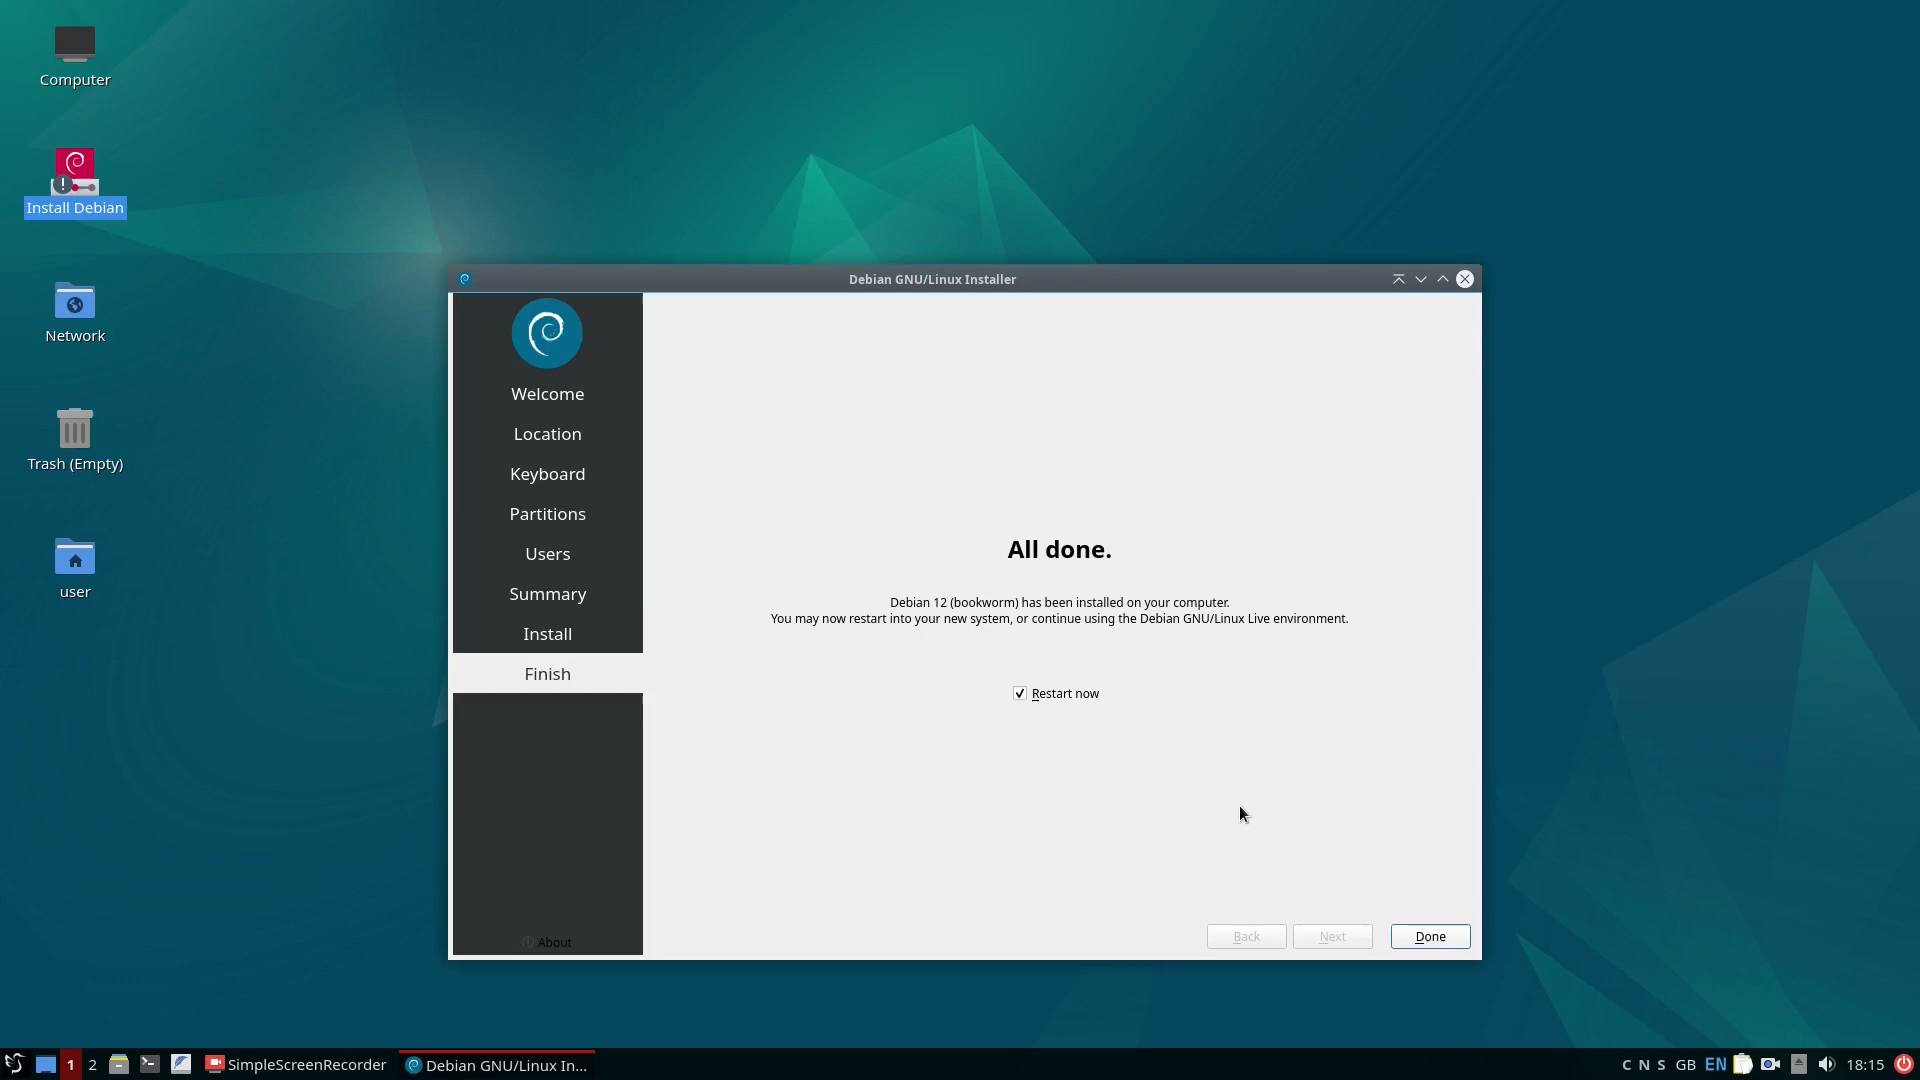 Computer
Install Debian
Network
Trash (Empty)
user
Debian GNU/Linux Installer
Welcome
Location
Keyboard
Partitions
Users
Summary
Install
Finish
About
All done.
Debian 12 (bookworm) has been installed on your computer.
You may now restart into your new system, or continue using the Debian GNU/Linux Live environment.
Restart now
Back
Next
Done
1
2
SimpleScreenRecorder
Debian GNU/Linux In...
C N S
GB
EN
18:15